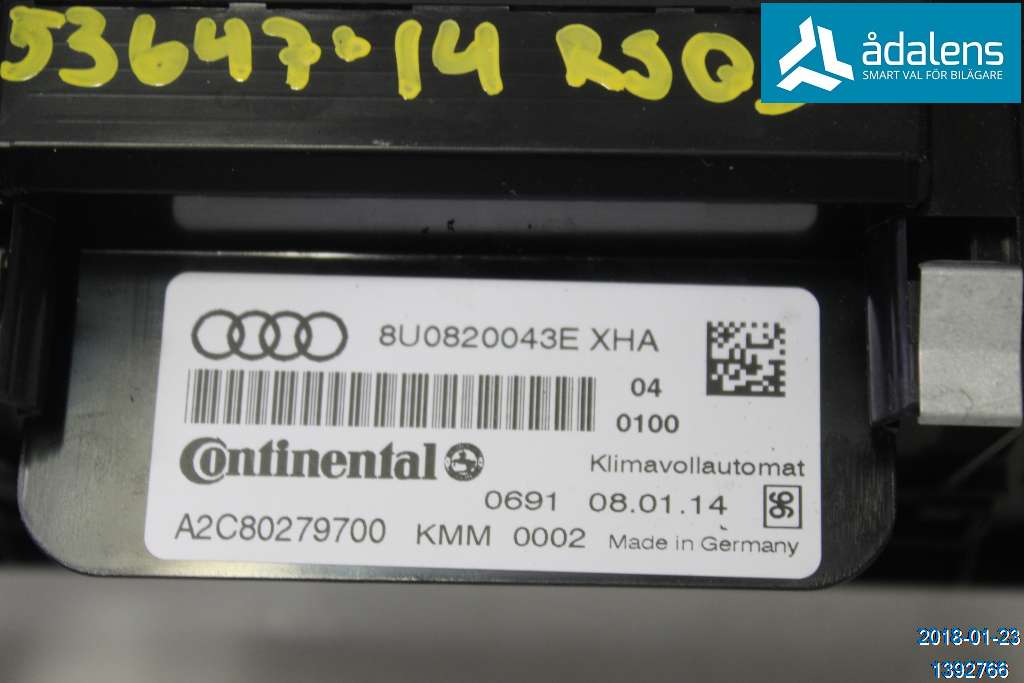 53647-14 RSQ
ådalens
SMART VAL FÖR BILÄGARE
8U0820043E XHA
04
0100
Continental
Klimavollautomat
0691 08.01.14
A2C80279700 KMM 0002 Made in Germany
2018-01-23
1392766